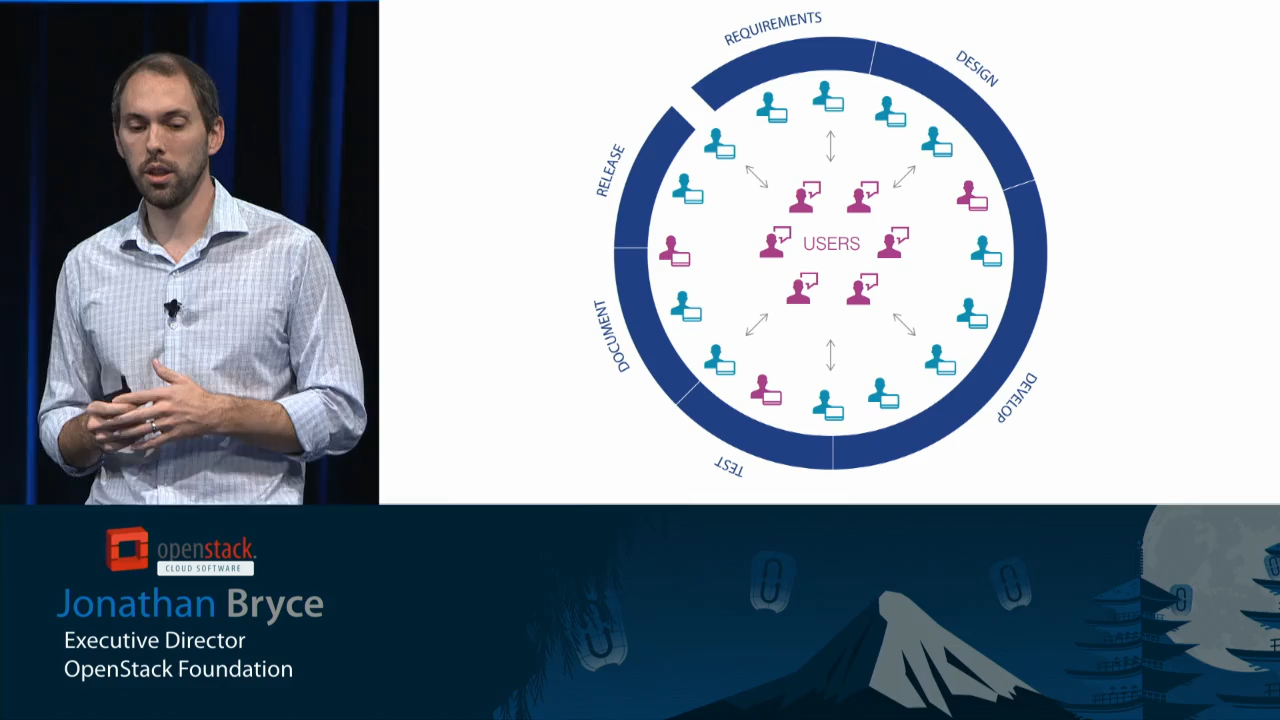 REQUIREMENTS
DESIGN
RELEASE
USERS
DOCUMENT
DEVELOP
TEST
openstack.
CLOUD SOFTWARE
Jonathan Bryce
Executive Director
OpenStack Foundation